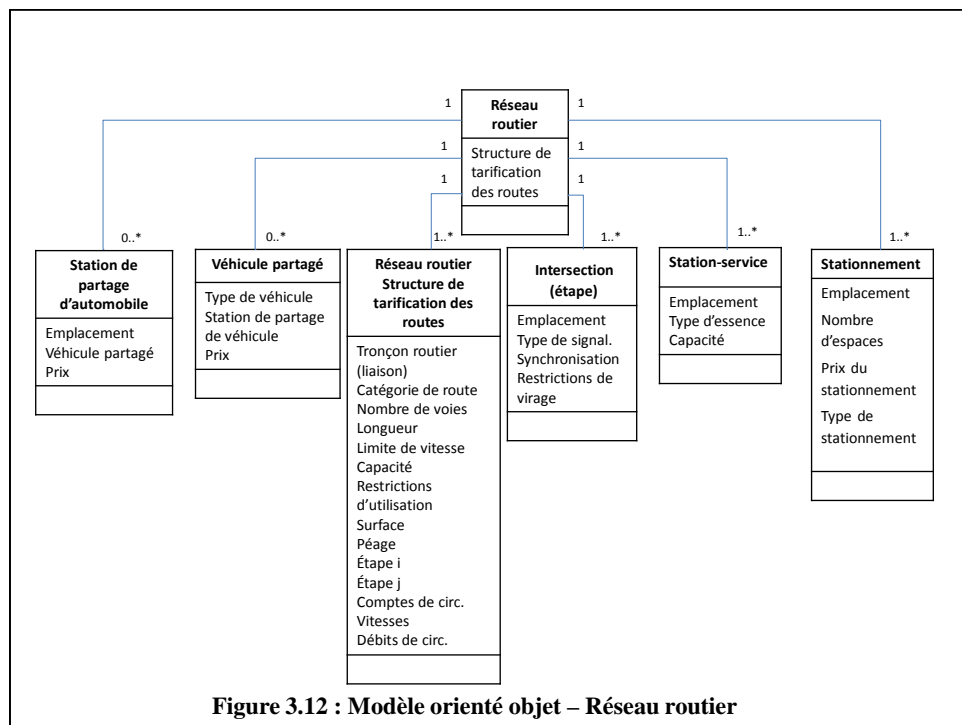 Réseau
routier
Structure de
tarification
des routes
1
1
1
1
1
1
0..*
0..*
1..*
1..*
1..*
1..*
Station de
partage
d'automobile
Emplacement
Véhicule partagé
Prix
Véhicule partagé
Type de véhicule
Station de partage
de véhicule
Prix
Réseau routier
Structure de
tarification des
routes
Tronçon routier
(liaison)
Catégorie de route
Nombre de voies
Longueur
Limite de vitesse
Capacité
Restrictions
d'utilisation
Surface
Péage
Étape i
Étape j
Comptes de circ.
Vitesses
Débits de circ.
Intersection
(étape)
Emplacement
Type de signal.
Synchronisation
Restrictions de
virage
Station-service
Emplacement
Type d'essence
Capacité
Stationnement
Emplacement
Nombre
d'espaces
Prix du
stationnement
Type de
stationnement
Figure 3.12 : Modèle orienté objet – Réseau routier